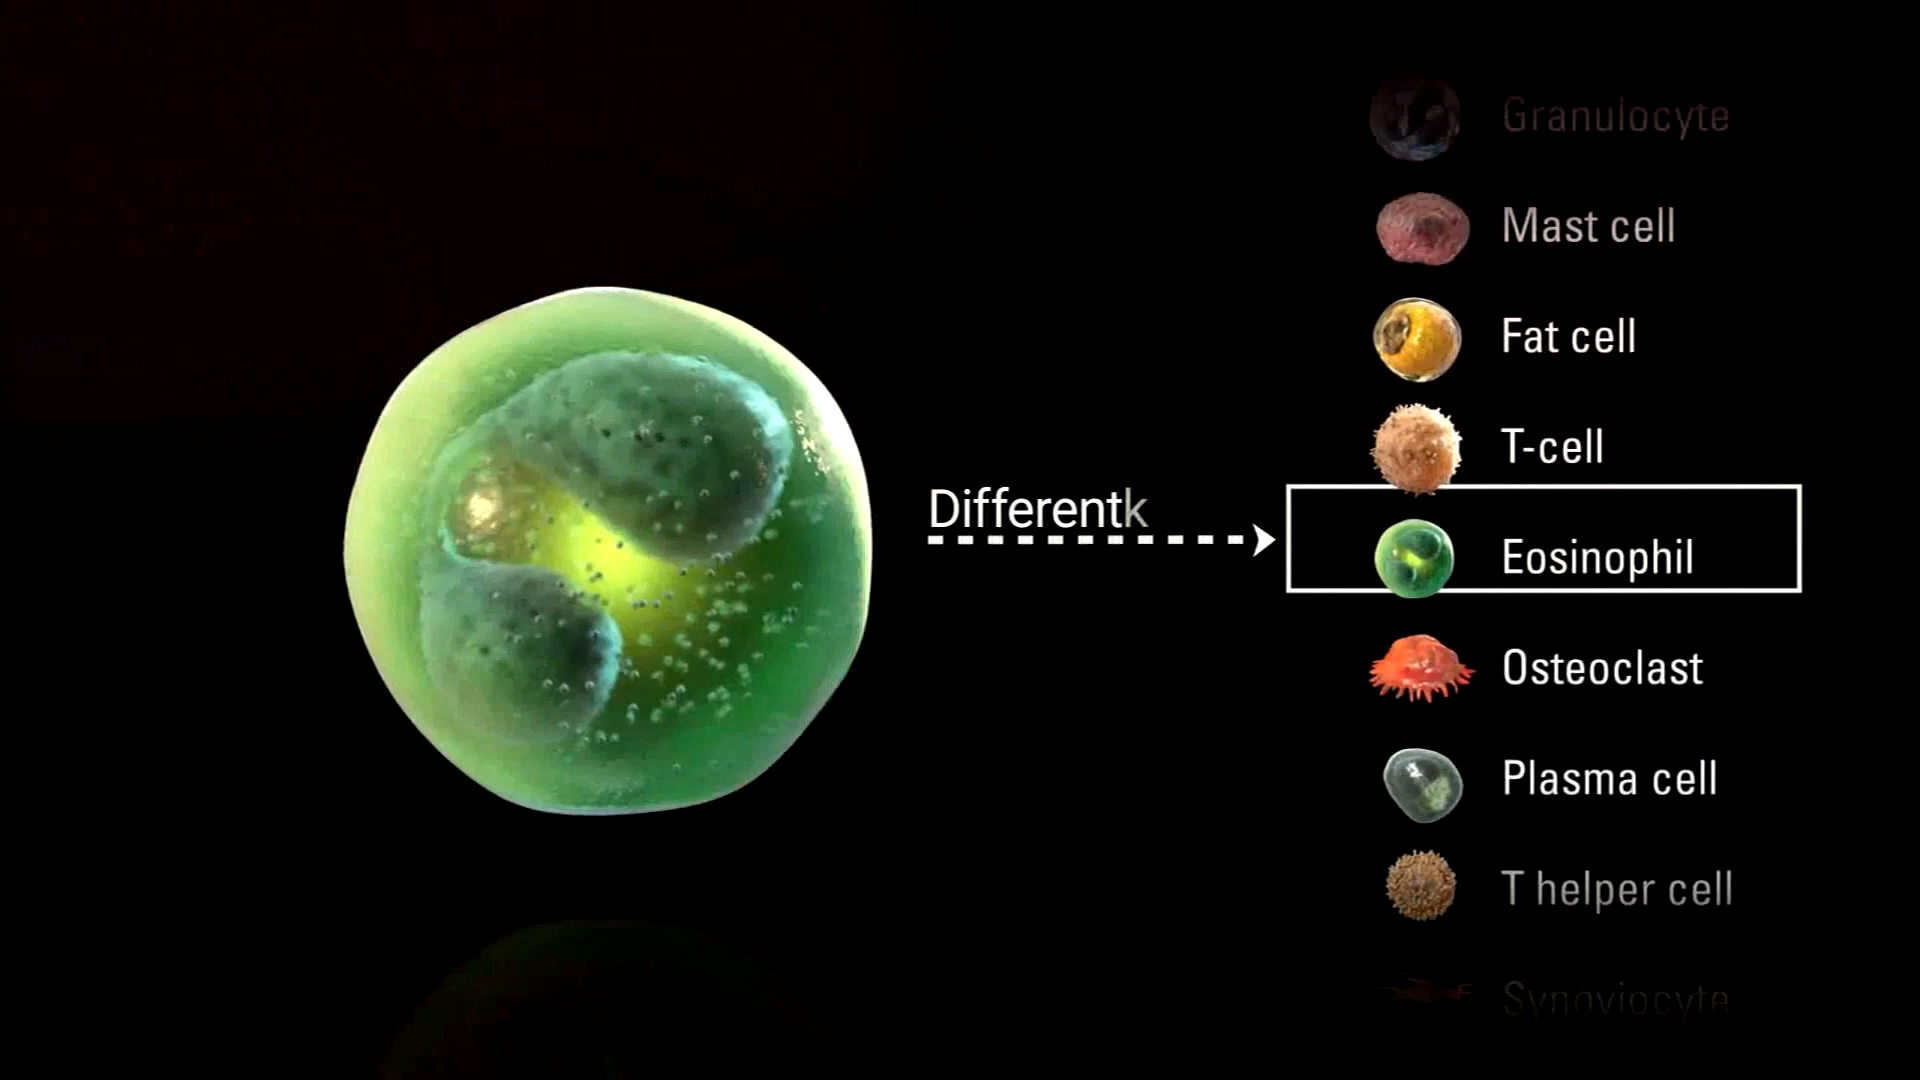 Granulocyte
Mast cell
Fat cell
T-cell
Differentk
Eosinophil
Osteoclast
Plasma cell
T helper cell
Synoviocyte